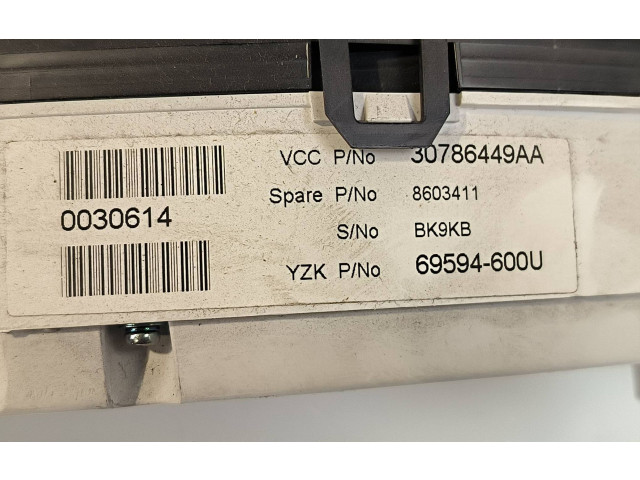 VCC P/No 30786449AA
Spare P/No 8603411
0030614
S/No BK9KB
YZK P/No 69594-600U